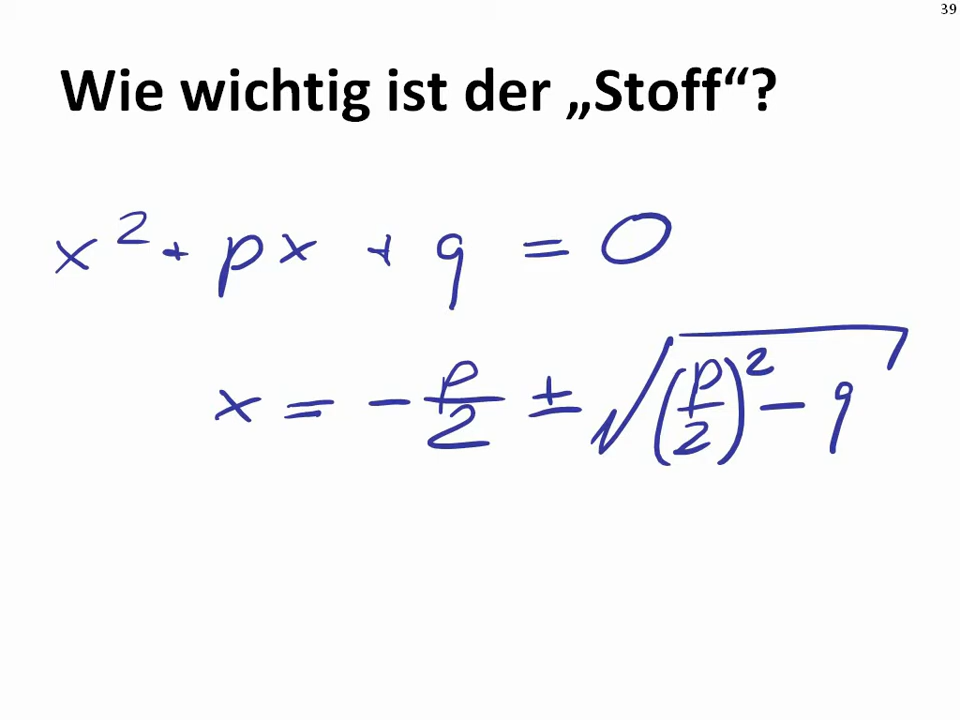 39
Wie wichtig ist der „Stoff“?
x² + px + q = 0
x = -p/2 ± √((p/2)² - q)